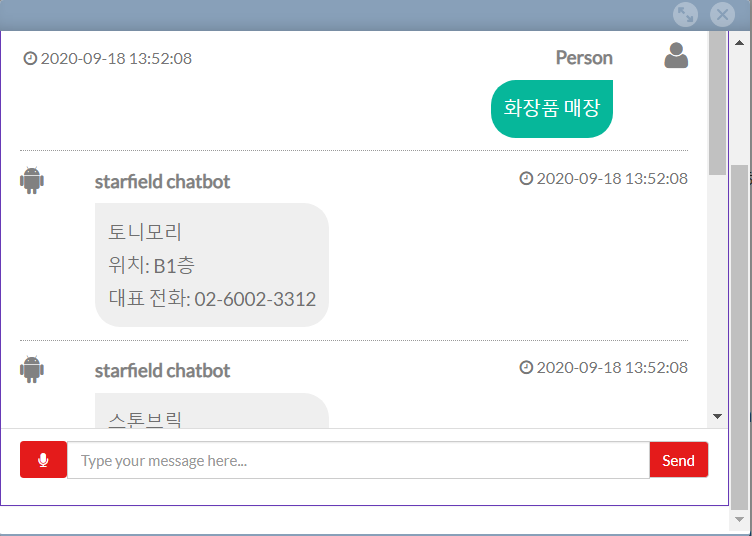 2020-09-18 13:52:08 Person
화장품 매장
starfield chatbot 2020-09-18 13:52:08
토니모리
위치: B1층
대표 전화: 02-6002-3312
starfield chatbot 2020-09-18 13:52:08
스톤브릭
Type your message here... Send